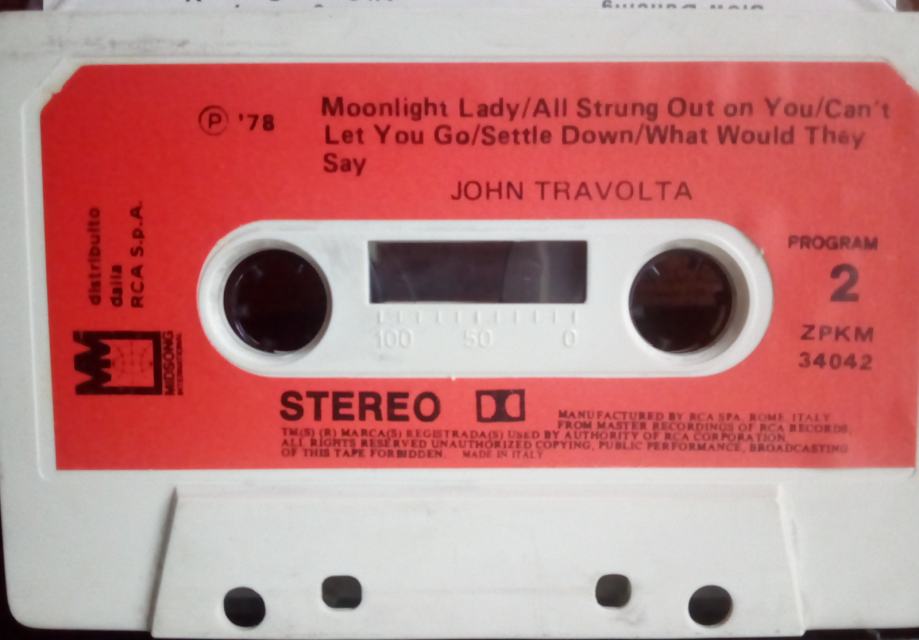 ℗ '78
Moonlight Lady/All Strung Out on You/Can't
Let You Go/Settle Down/What Would They
Say
JOHN TRAVOLTA
distribuito
dalla
RCA S.p.A.
MM
MIDSONG
INTERNATIONAL
PROGRAM
2
ZPKM
34042
100 50 0
STEREO
MANUFACTURED BY RCA SPA. ROME ITALY
FROM MASTER RECORDINGS OF RCA RECORDS,
TM(S) (R) MARCA(S) REGISTRADA(S) USED BY AUTHORITY OF RCA CORPORATION
ALL RIGHTS RESERVED UNAUTHORIZED COPYING, PUBLIC PERFORMANCE, BROADCASTING
OF THIS TAPE FORBIDDEN. MADE IN ITALY